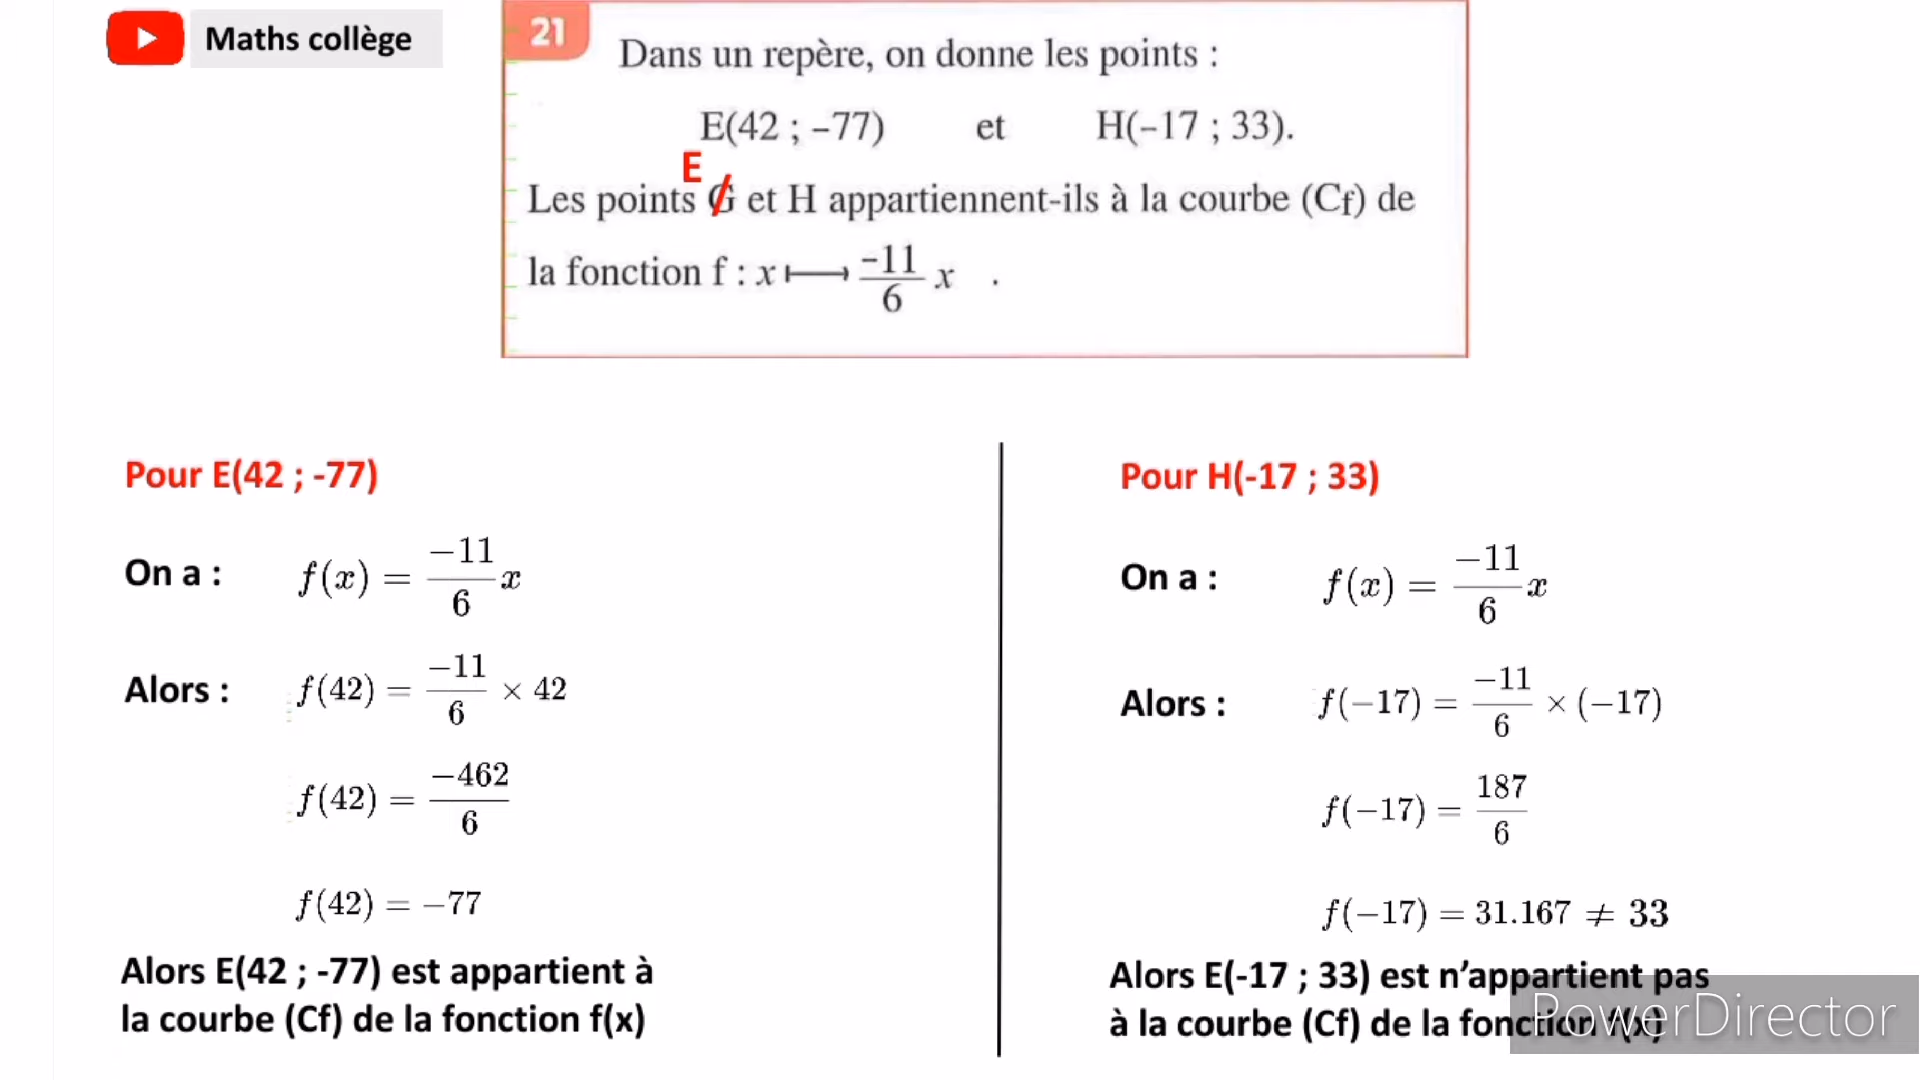 Maths collège
21
Dans un repère, on donne les points :
E(42 ; -77) et H(-17 ; 33).
E
Les points G et H appartiennent-ils à la courbe (Cf) de
la fonction f : x ⟼ -11/6 x .
Pour E(42 ; -77)
On a : f(x) = -11/6 x
Alors : f(42) = -11/6 × 42
f(42) = -462/6
f(42) = -77
Alors E(42 ; -77) est appartient à
la courbe (Cf) de la fonction f(x)
Pour H(-17 ; 33)
On a : f(x) = -11/6 x
Alors : f(-17) = -11/6 × (-17)
f(-17) = 187/6
f(-17) = 31.167 ≠ 33
Alors E(-17 ; 33) est n’appartient pas
à la courbe (Cf) de la fonction f(x)
PowerDirector